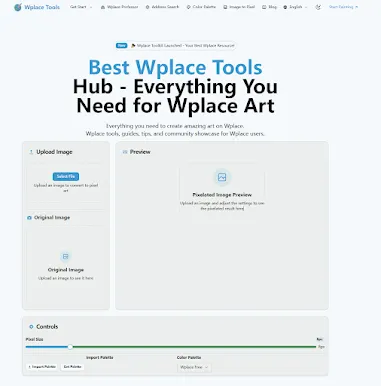 Wplace Tools
Get Start
Wplace Professor
Address Search
Color Palette
Image to Pixel
Blog
English
Start Painting
New
Wplace Toolkit Launched - Your Best Wplace Resource
Best Wplace Tools
Hub - Everything You
Need for Wplace Art
Everything you need to create amazing art on Wplace.
Wplace tools, guides, tips, and community showcase for Wplace users.
Upload Image
Select File
Upload an image to convert to pixel
art
Original Image
Original Image
Upload an image to see it here
Preview
Pixelated Image Preview
Upload an image and adjust the settings to see
the pixelated result here
Controls
Pixel Size
8px
Import Palette
Import Palette
Color Palette
Wplace Free